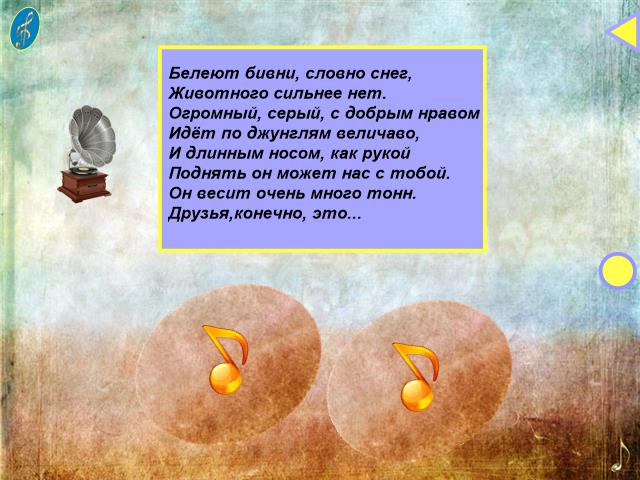 Белеют бивни, словно снег,
Животного сильнее нет.
Огромный, серый, с добрым нравом
Идёт по джунглям величаво,
И длинным носом, как рукой
Поднять он может нас с тобой.
Он весит очень много тонн.
Друзья,конечно, это...